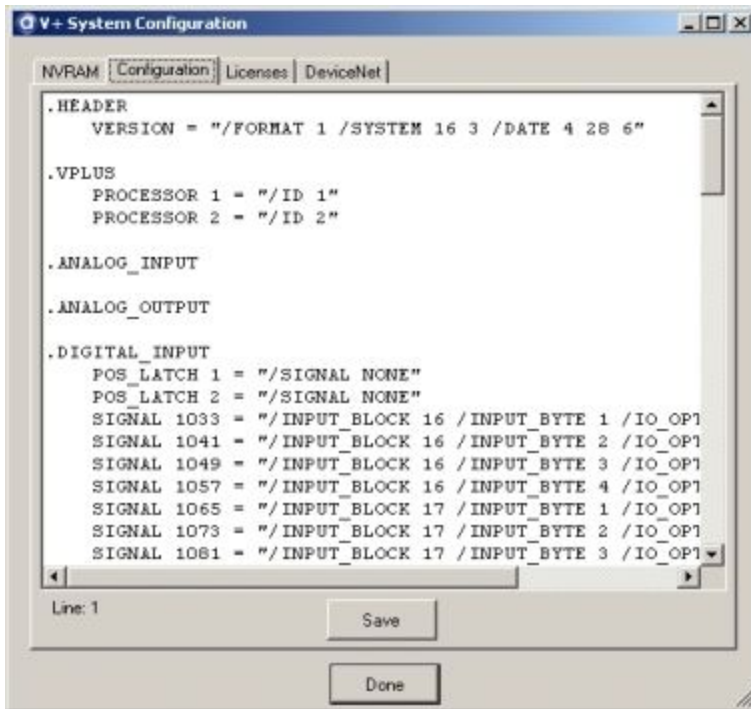 V+ System Configuration
NVRAM Configuration Licenses DeviceNet
.HEADER
VERSION = "/FORMAT 1 /SYSTEM 16 3 /DATE 4 28 6"
.VPLUS
PROCESSOR 1 = "/ID 1"
PROCESSOR 2 = "/ID 2"
.ANALOG_INPUT
.ANALOG_OUTPUT
.DIGITAL_INPUT
POS_LATCH 1 = "/SIGNAL NONE"
POS_LATCH 2 = "/SIGNAL NONE"
SIGNAL 1033 = "/INPUT_BLOCK 16 /INPUT_BYTE 1 /IO_OPT
SIGNAL 1041 = "/INPUT_BLOCK 16 /INPUT_BYTE 2 /IO_OPT
SIGNAL 1049 = "/INPUT_BLOCK 16 /INPUT_BYTE 3 /IO_OPT
SIGNAL 1057 = "/INPUT_BLOCK 16 /INPUT_BYTE 4 /IO_OPT
SIGNAL 1065 = "/INPUT_BLOCK 17 /INPUT_BYTE 1 /IO_OPT
SIGNAL 1073 = "/INPUT_BLOCK 17 /INPUT_BYTE 2 /IO_OPT
SIGNAL 1081 = "/INPUT_BLOCK 17 /INPUT_BYTE 3 /IO_OPT
Line: 1
Save
Done